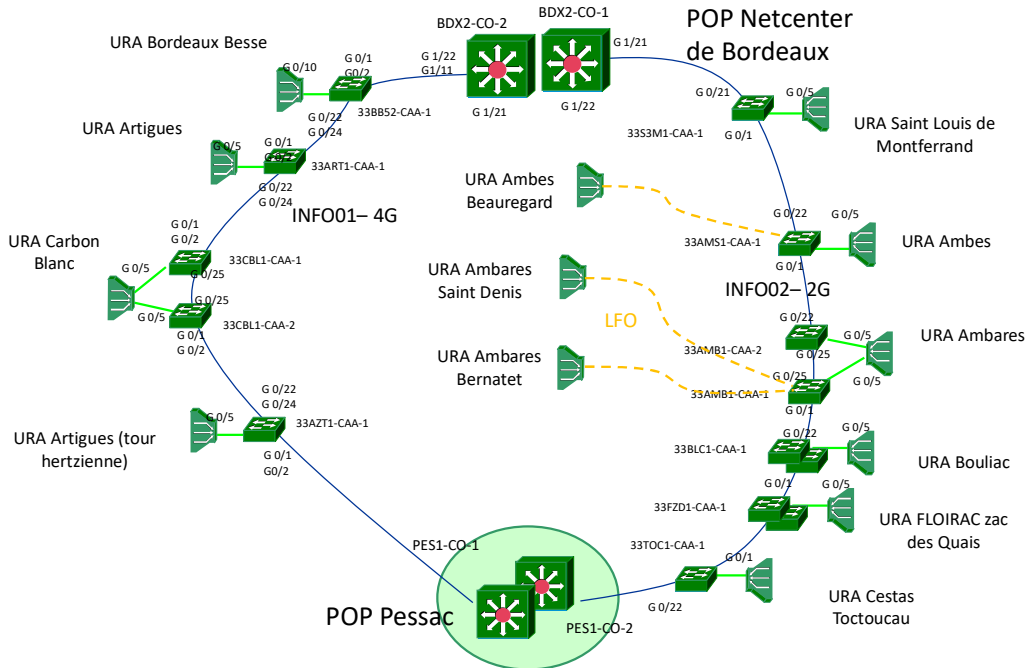 BDX2-CO-1
BDX2-CO-2
POP Netcenter
de Bordeaux
URA Bordeaux Besse
G 0/1
G0/2
G 1/22
G1/11
G 1/21
G 0/10
G 1/21
G 1/22
G 0/21
G 0/5
33BB52-CAA-1
G 0/22
G 0/24
33S3M1-CAA-1
G 0/1
URA Saint Louis de
Montferrand
URA Artigues
G 0/5
G 0/1
G 0/2
33ART1-CAA-1
G 0/22
G 0/24
INFO01– 4G
URA Ambes
Beauregard
G 0/22
G 0/5
33AMS1-CAA-1
G 0/1
URA Ambes
URA Carbon
Blanc
G 0/1
G 0/2
G 0/5
33CBL1-CAA-1
G 0/25
G 0/25
G 0/5
33CBL1-CAA-2
G 0/1
G 0/2
URA Ambares
Saint Denis
INFO02– 2G
LFO
G 0/22
G 0/5
33AMB1-CAA-2
G 0/25
URA Ambares
URA Ambares
Bernatet
G 0/25
G 0/5
33AMB1-CAA-1
G 0/1
G 0/22
G 0/24
G 0/5
33AZT1-CAA-1
URA Artigues (tour
hertzienne)
G 0/1
G0/2
G 0/22
G 0/5
33BLC1-CAA-1
URA Bouliac
G 0/1
G 0/5
33FZD1-CAA-1
URA FLOIRAC zac
des Quais
33TOC1-CAA-1
G 0/1
G 0/22
URA Cestas
Toctoucau
PES1-CO-1
POP Pessac
PES1-CO-2